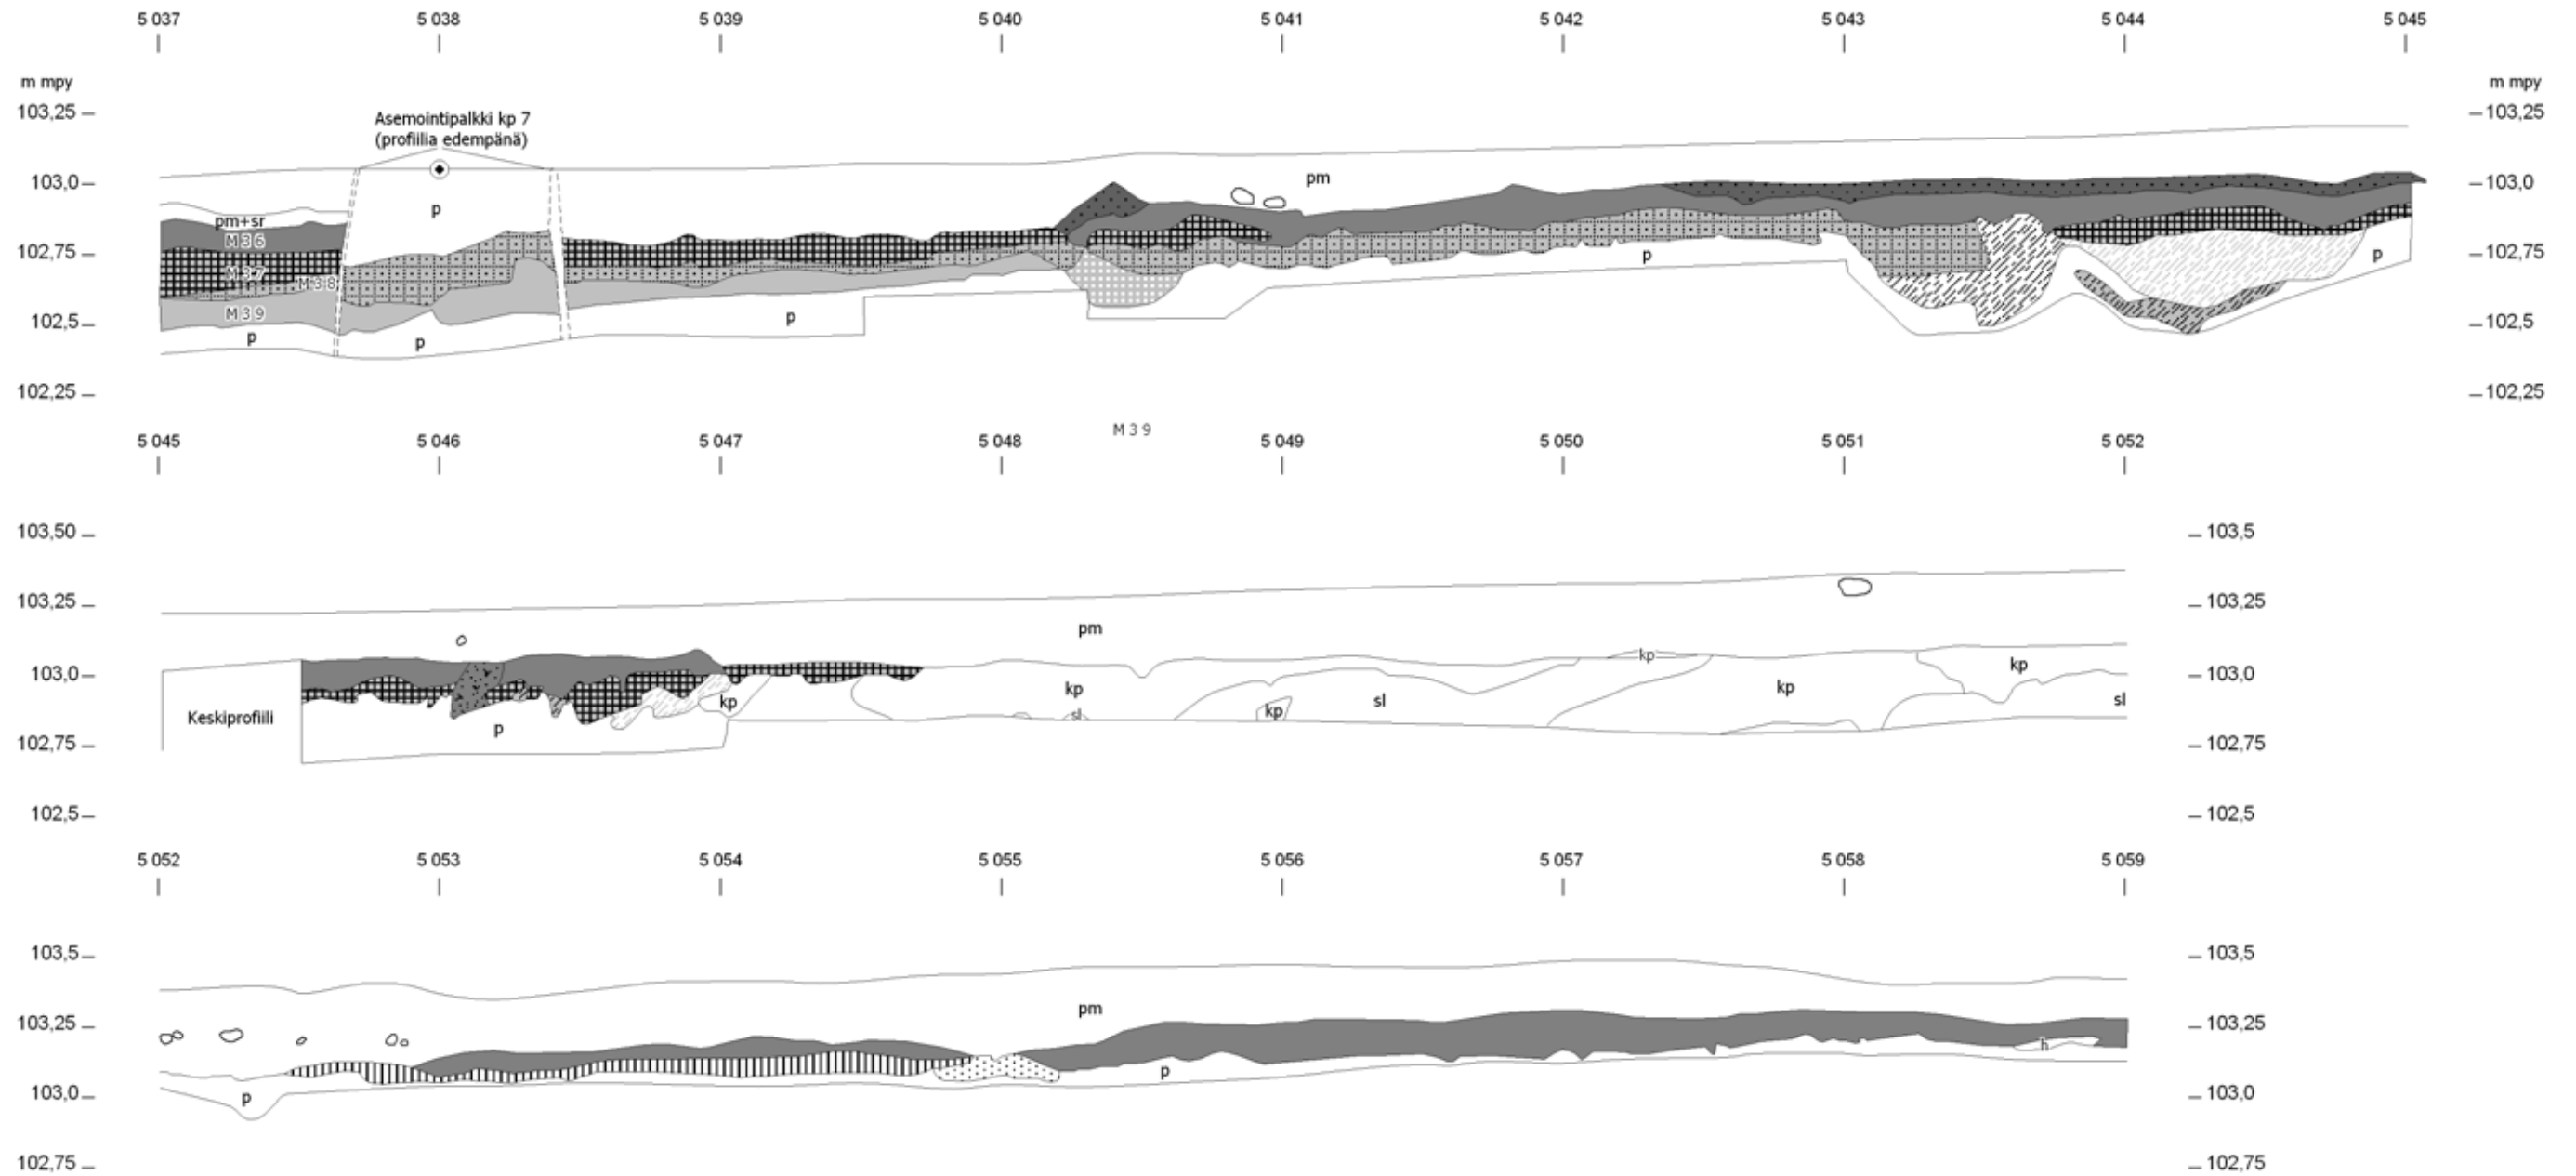 5 037 5 038 5 039 5 040 5 041 5 042 5 043 5 044 5 045
m mpy m mpy
103,25 103,25
Asemointipalkki kp 7
(profiilia edempänä)
103,0 pm 103,0
p
pm+sr
M36
102,75 p p 102,75
M37
M38
M39
102,5 p 102,5
p p
102,25 102,25
M39
5 045 5 046 5 047 5 048 5 049 5 050 5 051 5 052
103,50 103,5
103,25 103,25
pm
kp
103,0 kp 103,0
kp kp
kp sl sl
Keskiprofiili kp sl
p
102,75 102,75
102,5 102,5
5 052 5 053 5 054 5 055 5 056 5 057 5 058 5 059
103,5 103,5
pm
103,25 103,25
h
p
103,0 p 103,0
102,75 102,75